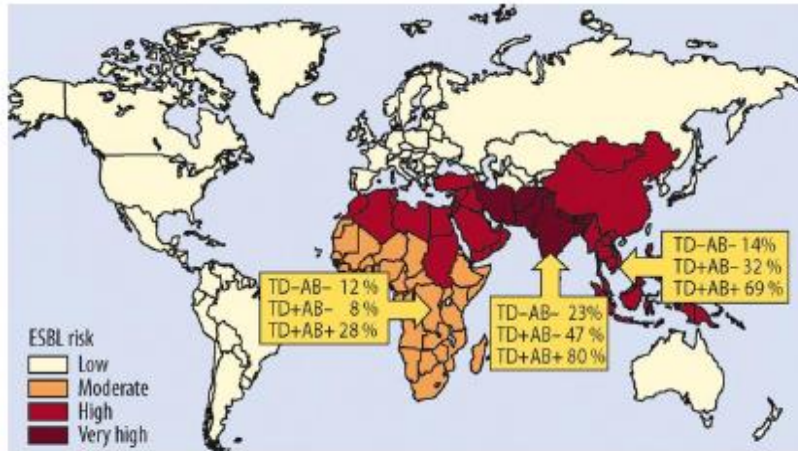 TD–AB– 14%
TD+AB– 32 %
TD+AB+ 69 %
TD–AB– 12 %
TD+AB– 8 %
TD+AB+ 28 %
TD–AB– 23%
TD+AB– 47 %
TD+AB+ 80 %
ESBL risk
Low
Moderate
High
Very high